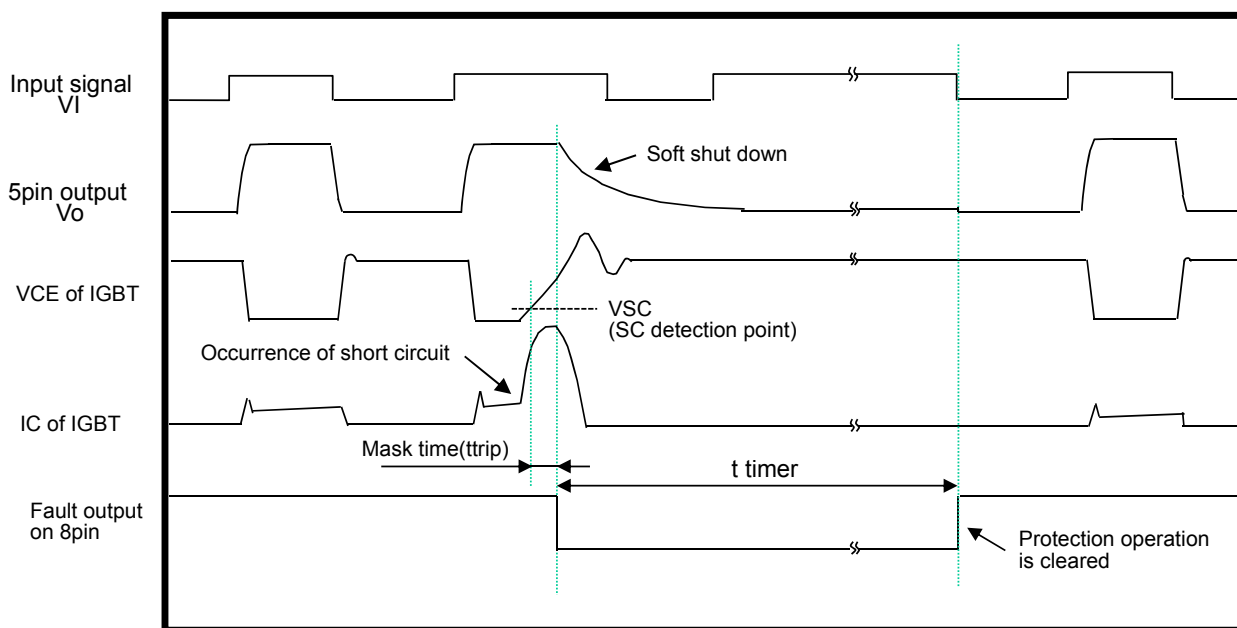 Input signal
VI
Soft shut down
5pin output
Vo
VCE of IGBT
VSC
(SC detection point)
Occurrence of short circuit
IC of IGBT
Mask time(ttrip)
t timer
Fault output
on 8pin
Protection operation
is cleared